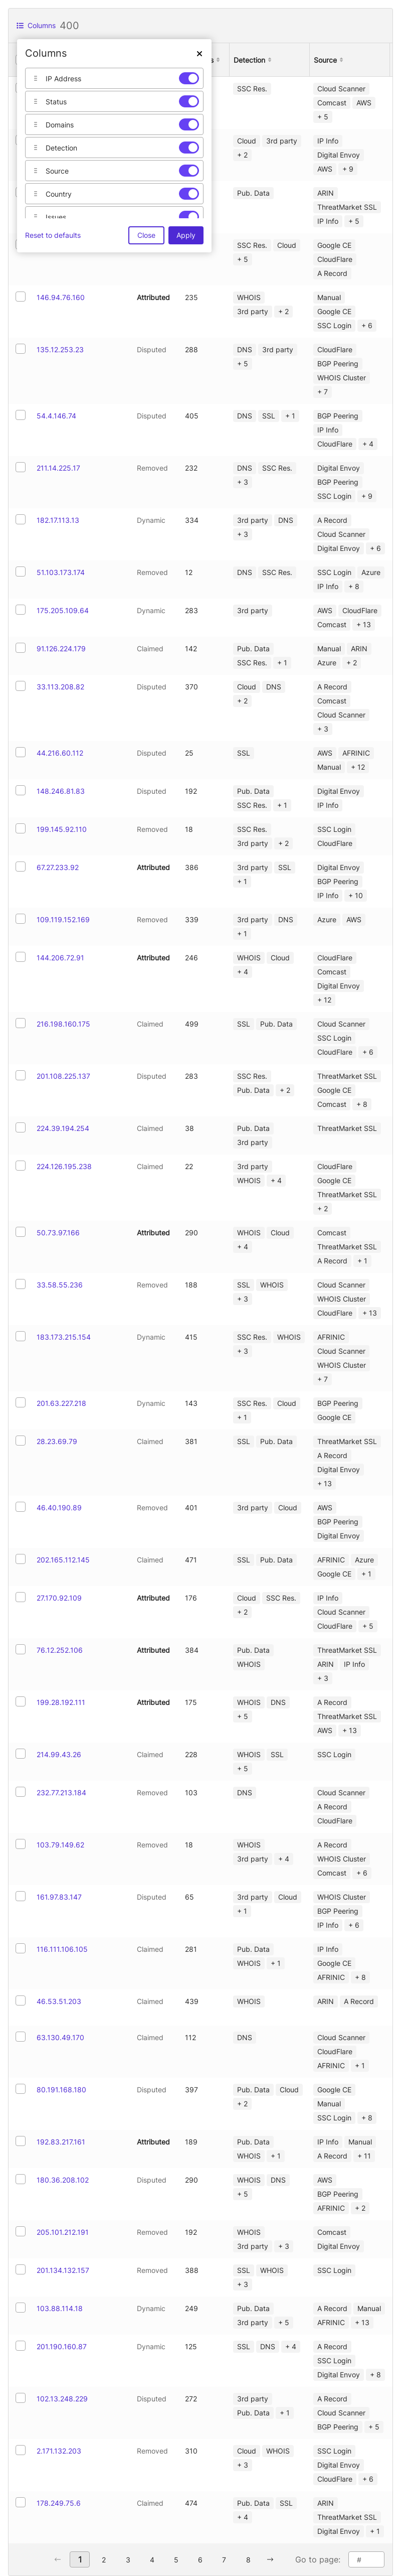 Columns 400
Columns
IP Address
Status
Domains
Detection
Source
Country
Issues
Reset to defaults Close Apply
s Detection Source
SSC Res. Cloud Scanner
Comcast AWS
+ 5
Cloud 3rd party IP Info
+ 2 Digital Envoy
AWS + 9
Pub. Data ARIN
ThreatMarket SSL
IP Info + 5
SSC Res. Cloud Google CE
+ 5 CloudFlare
A Record
146.94.76.160 Attributed 235 WHOIS Manual
3rd party + 2 Google CE
SSC Login + 6
135.12.253.23 Disputed 288 DNS 3rd party CloudFlare
+ 5 BGP Peering
WHOIS Cluster
+ 7
54.4.146.74 Disputed 405 DNS SSL + 1 BGP Peering
IP Info
CloudFlare + 4
211.14.225.17 Removed 232 DNS SSC Res. Digital Envoy
+ 3 BGP Peering
SSC Login + 9
182.17.113.13 Dynamic 334 3rd party DNS A Record
+ 3 Cloud Scanner
Digital Envoy + 6
51.103.173.174 Removed 12 DNS SSC Res. SSC Login Azure
IP Info + 8
175.205.109.64 Dynamic 283 3rd party AWS CloudFlare
Comcast + 13
91.126.224.179 Claimed 142 Pub. Data Manual ARIN
SSC Res. + 1 Azure + 2
33.113.208.82 Disputed 370 Cloud DNS A Record
+ 2 Comcast
Cloud Scanner
+ 3
44.216.60.112 Disputed 25 SSL AWS AFRINIC
Manual + 12
148.246.81.83 Disputed 192 Pub. Data Digital Envoy
SSC Res. + 1 IP Info
199.145.92.110 Removed 18 SSC Res. SSC Login
3rd party + 2 CloudFlare
67.27.233.92 Attributed 386 3rd party SSL Digital Envoy
+ 1 BGP Peering
IP Info + 10
109.119.152.169 Removed 339 3rd party DNS Azure AWS
+ 1
144.206.72.91 Attributed 246 WHOIS Cloud CloudFlare
+ 4 Comcast
Digital Envoy
+ 12
216.198.160.175 Claimed 499 SSL Pub. Data Cloud Scanner
SSC Login
CloudFlare + 6
201.108.225.137 Disputed 283 SSC Res. ThreatMarket SSL
Pub. Data + 2 Google CE
Comcast + 8
224.39.194.254 Claimed 38 Pub. Data ThreatMarket SSL
3rd party
224.126.195.238 Claimed 22 3rd party CloudFlare
WHOIS + 4 Google CE
ThreatMarket SSL
+ 2
50.73.97.166 Attributed 290 WHOIS Cloud Comcast
+ 4 ThreatMarket SSL
A Record + 1
33.58.55.236 Removed 188 SSL WHOIS Cloud Scanner
+ 3 WHOIS Cluster
CloudFlare + 13
183.173.215.154 Dynamic 415 SSC Res. WHOIS AFRINIC
+ 3 Cloud Scanner
WHOIS Cluster
+ 7
201.63.227.218 Dynamic 143 SSC Res. Cloud BGP Peering
+ 1 Google CE
28.23.69.79 Claimed 381 SSL Pub. Data ThreatMarket SSL
A Record
Digital Envoy
+ 13
46.40.190.89 Removed 401 3rd party Cloud AWS
BGP Peering
Digital Envoy
202.165.112.145 Claimed 471 SSL Pub. Data AFRINIC Azure
Google CE + 1
27.170.92.109 Attributed 176 Cloud SSC Res. IP Info
+ 2 Cloud Scanner
CloudFlare + 5
76.12.252.106 Attributed 384 Pub. Data ThreatMarket SSL
WHOIS ARIN IP Info
+ 3
199.28.192.111 Attributed 175 WHOIS DNS A Record
+ 5 ThreatMarket SSL
AWS + 13
214.99.43.26 Claimed 228 WHOIS SSL SSC Login
+ 5
232.77.213.184 Removed 103 DNS Cloud Scanner
A Record
CloudFlare
103.79.149.62 Removed 18 WHOIS A Record
3rd party + 4 WHOIS Cluster
Comcast + 6
161.97.83.147 Disputed 65 3rd party Cloud WHOIS Cluster
+ 1 BGP Peering
IP Info + 6
116.111.106.105 Claimed 281 Pub. Data IP Info
WHOIS + 1 Google CE
AFRINIC + 8
46.53.51.203 Claimed 439 WHOIS ARIN A Record
63.130.49.170 Claimed 112 DNS Cloud Scanner
CloudFlare
AFRINIC + 1
80.191.168.180 Disputed 397 Pub. Data Cloud Google CE
+ 2 Manual
SSC Login + 8
192.83.217.161 Attributed 189 Pub. Data IP Info Manual
WHOIS + 1 A Record + 11
180.36.208.102 Disputed 290 WHOIS DNS AWS
+ 5 BGP Peering
AFRINIC + 2
205.101.212.191 Removed 192 WHOIS Comcast
3rd party + 3 Digital Envoy
201.134.132.157 Removed 388 SSL WHOIS SSC Login
+ 3
103.88.114.18 Dynamic 249 Pub. Data A Record Manual
3rd party + 5 AFRINIC + 13
201.190.160.87 Dynamic 125 SSL DNS + 4 A Record
SSC Login
Digital Envoy + 8
102.13.248.229 Disputed 272 3rd party A Record
Pub. Data + 1 Cloud Scanner
BGP Peering + 5
2.171.132.203 Removed 310 Cloud WHOIS SSC Login
+ 3 Digital Envoy
CloudFlare + 6
178.249.75.6 Claimed 474 Pub. Data SSL ARIN
+ 4 ThreatMarket SSL
Digital Envoy + 1
← 1 2 3 4 5 6 7 8 → Go to page: #